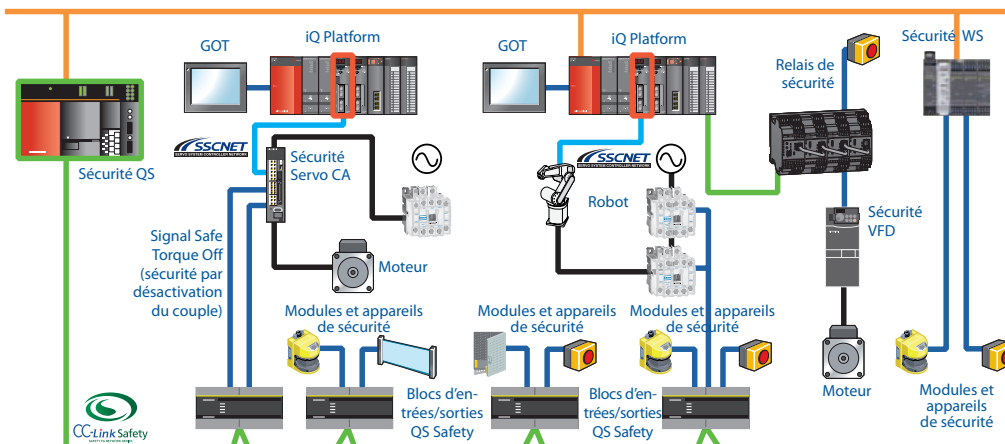 GOT
iQ Platform
GOT
iQ Platform
Sécurité WS
Relais de
sécurité
Sécurité QS
SSCNET
SERVO SYSTEM CONTROLLER NETWORK
Sécurité
Servo CA
SSCNET
SERVO SYSTEM CONTROLLER NETWORK
Robot
Sécurité
VFD
Signal Safe
Torque Off
(sécurité par
désactivation
du couple)
Moteur
Modules et appareils
de sécurité
Modules et appareils
de sécurité
Modules et appareils
de sécurité
Moteur
Modules et
appareils
de sécurité
Blocs d'en-
trées/sorties
QS Safety
Blocs d'en-
trées/sorties
QS Safety
CC-Link Safety